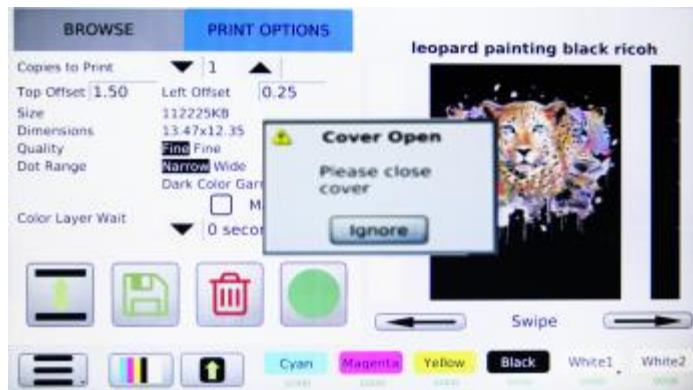 BROWSE
PRINT OPTIONS
leopard painting black ricoh
Copies to Print 1
Top Offset 1.50 Left Offset 0.25
Size 112225KB
Dimensions 13.47x12.35
Quality Fine Fine
Dot Range Narrow Wide
Dark Color Gar
M
Color Layer Wait 0 secon
Cover Open
Please close
cover
Ignore
Swipe
Cyan Magenta Yellow Black White1 White2